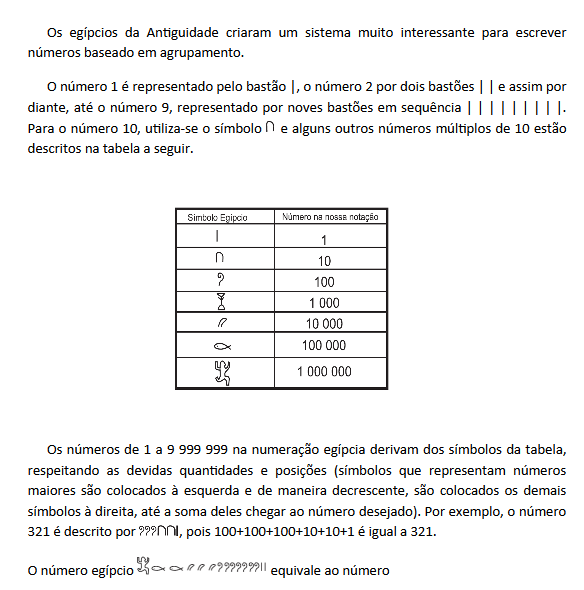 Os egípcios da Antiguidade criaram um sistema muito interessante para escrever
números baseado em agrupamento.
O número 1 é representado pelo bastão |, o número 2 por dois bastões | | e assim por
diante, até o número 9, representado por noves bastões em sequência | | | | | | | | |.
Para o número 10, utiliza-se o símbolo ∩ e alguns outros números múltiplos de 10 estão
descritos na tabela a seguir.
Símbolo Egípcio Número na nossa notação
| 1
∩ 10
100
1 000
10 000
100 000
1 000 000
Os números de 1 a 9 999 999 na numeração egípcia derivam dos símbolos da tabela,
respeitando as devidas quantidades e posições (símbolos que representam números
maiores são colocados à esquerda e de maneira decrescente, são colocados os demais
símbolos à direita, até a soma deles chegar ao número desejado). Por exemplo, o número
321 é descrito por ???∩∩|, pois 100+100+100+10+10+1 é igual a 321.
O número egípcio equivale ao número